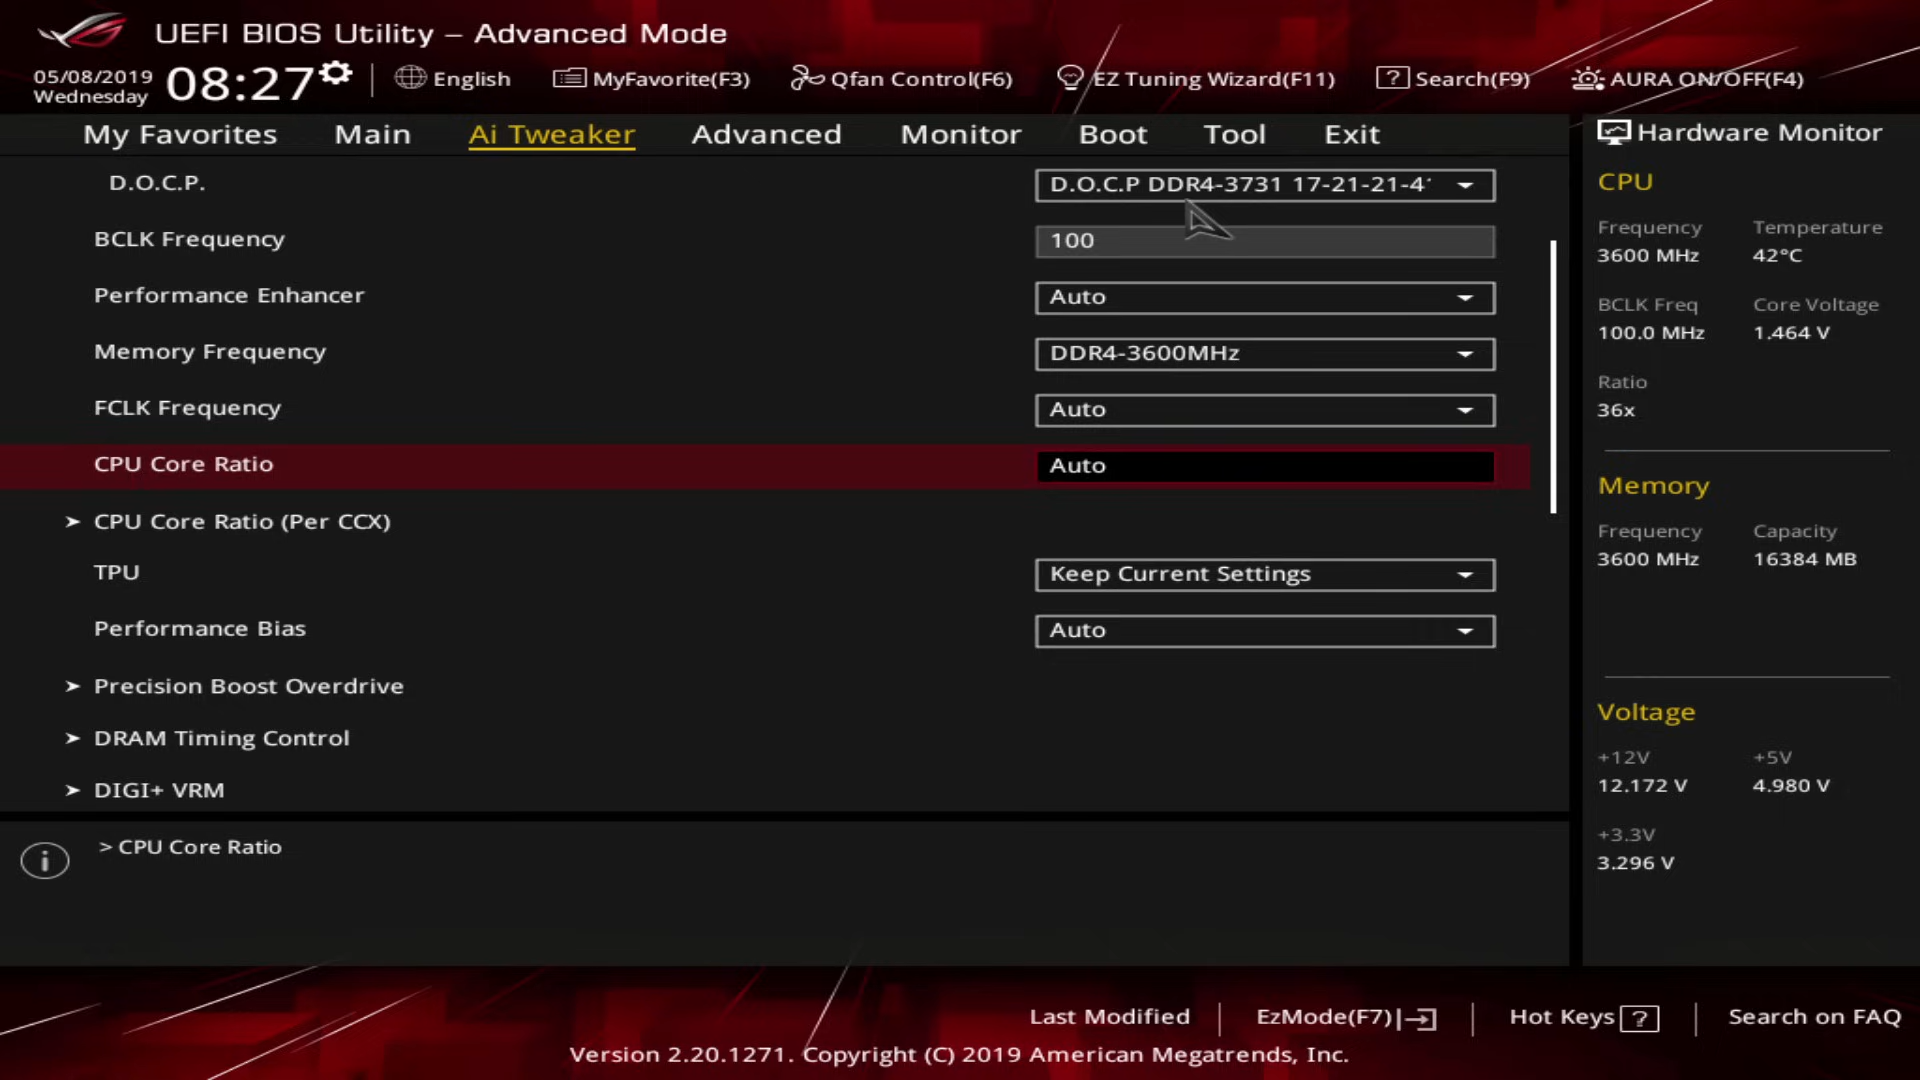 UEFI BIOS Utility – Advanced Mode
05/08/2019
Wednesday
08:27
English
MyFavorite(F3)
Qfan Control(F6)
EZ Tuning Wizard(F11)
? Search(F9)
AURA ON/OFF(F4)
My Favorites
Main
Ai Tweaker
Advanced
Monitor
Boot
Tool
Exit
D.O.C.P.
D.O.C.P DDR4-3731 17-21-21-4
BCLK Frequency
100
Performance Enhancer
Auto
Memory Frequency
DDR4-3600MHz
FCLK Frequency
Auto
CPU Core Ratio
Auto
CPU Core Ratio (Per CCX)
TPU
Keep Current Settings
Performance Bias
Auto
Precision Boost Overdrive
DRAM Timing Control
DIGI+ VRM
i
> CPU Core Ratio
Hardware Monitor
CPU
Frequency
Temperature
3600 MHz
42°C
BCLK Freq
Core Voltage
100.0 MHz
1.464 V
Ratio
36x
Memory
Frequency
Capacity
3600 MHz
16384 MB
Voltage
+12V
+5V
12.172 V
4.980 V
+3.3V
3.296 V
Last Modified
EzMode(F7)
Hot Keys ?
Search on FAQ
Version 2.20.1271. Copyright (C) 2019 American Megatrends, Inc.